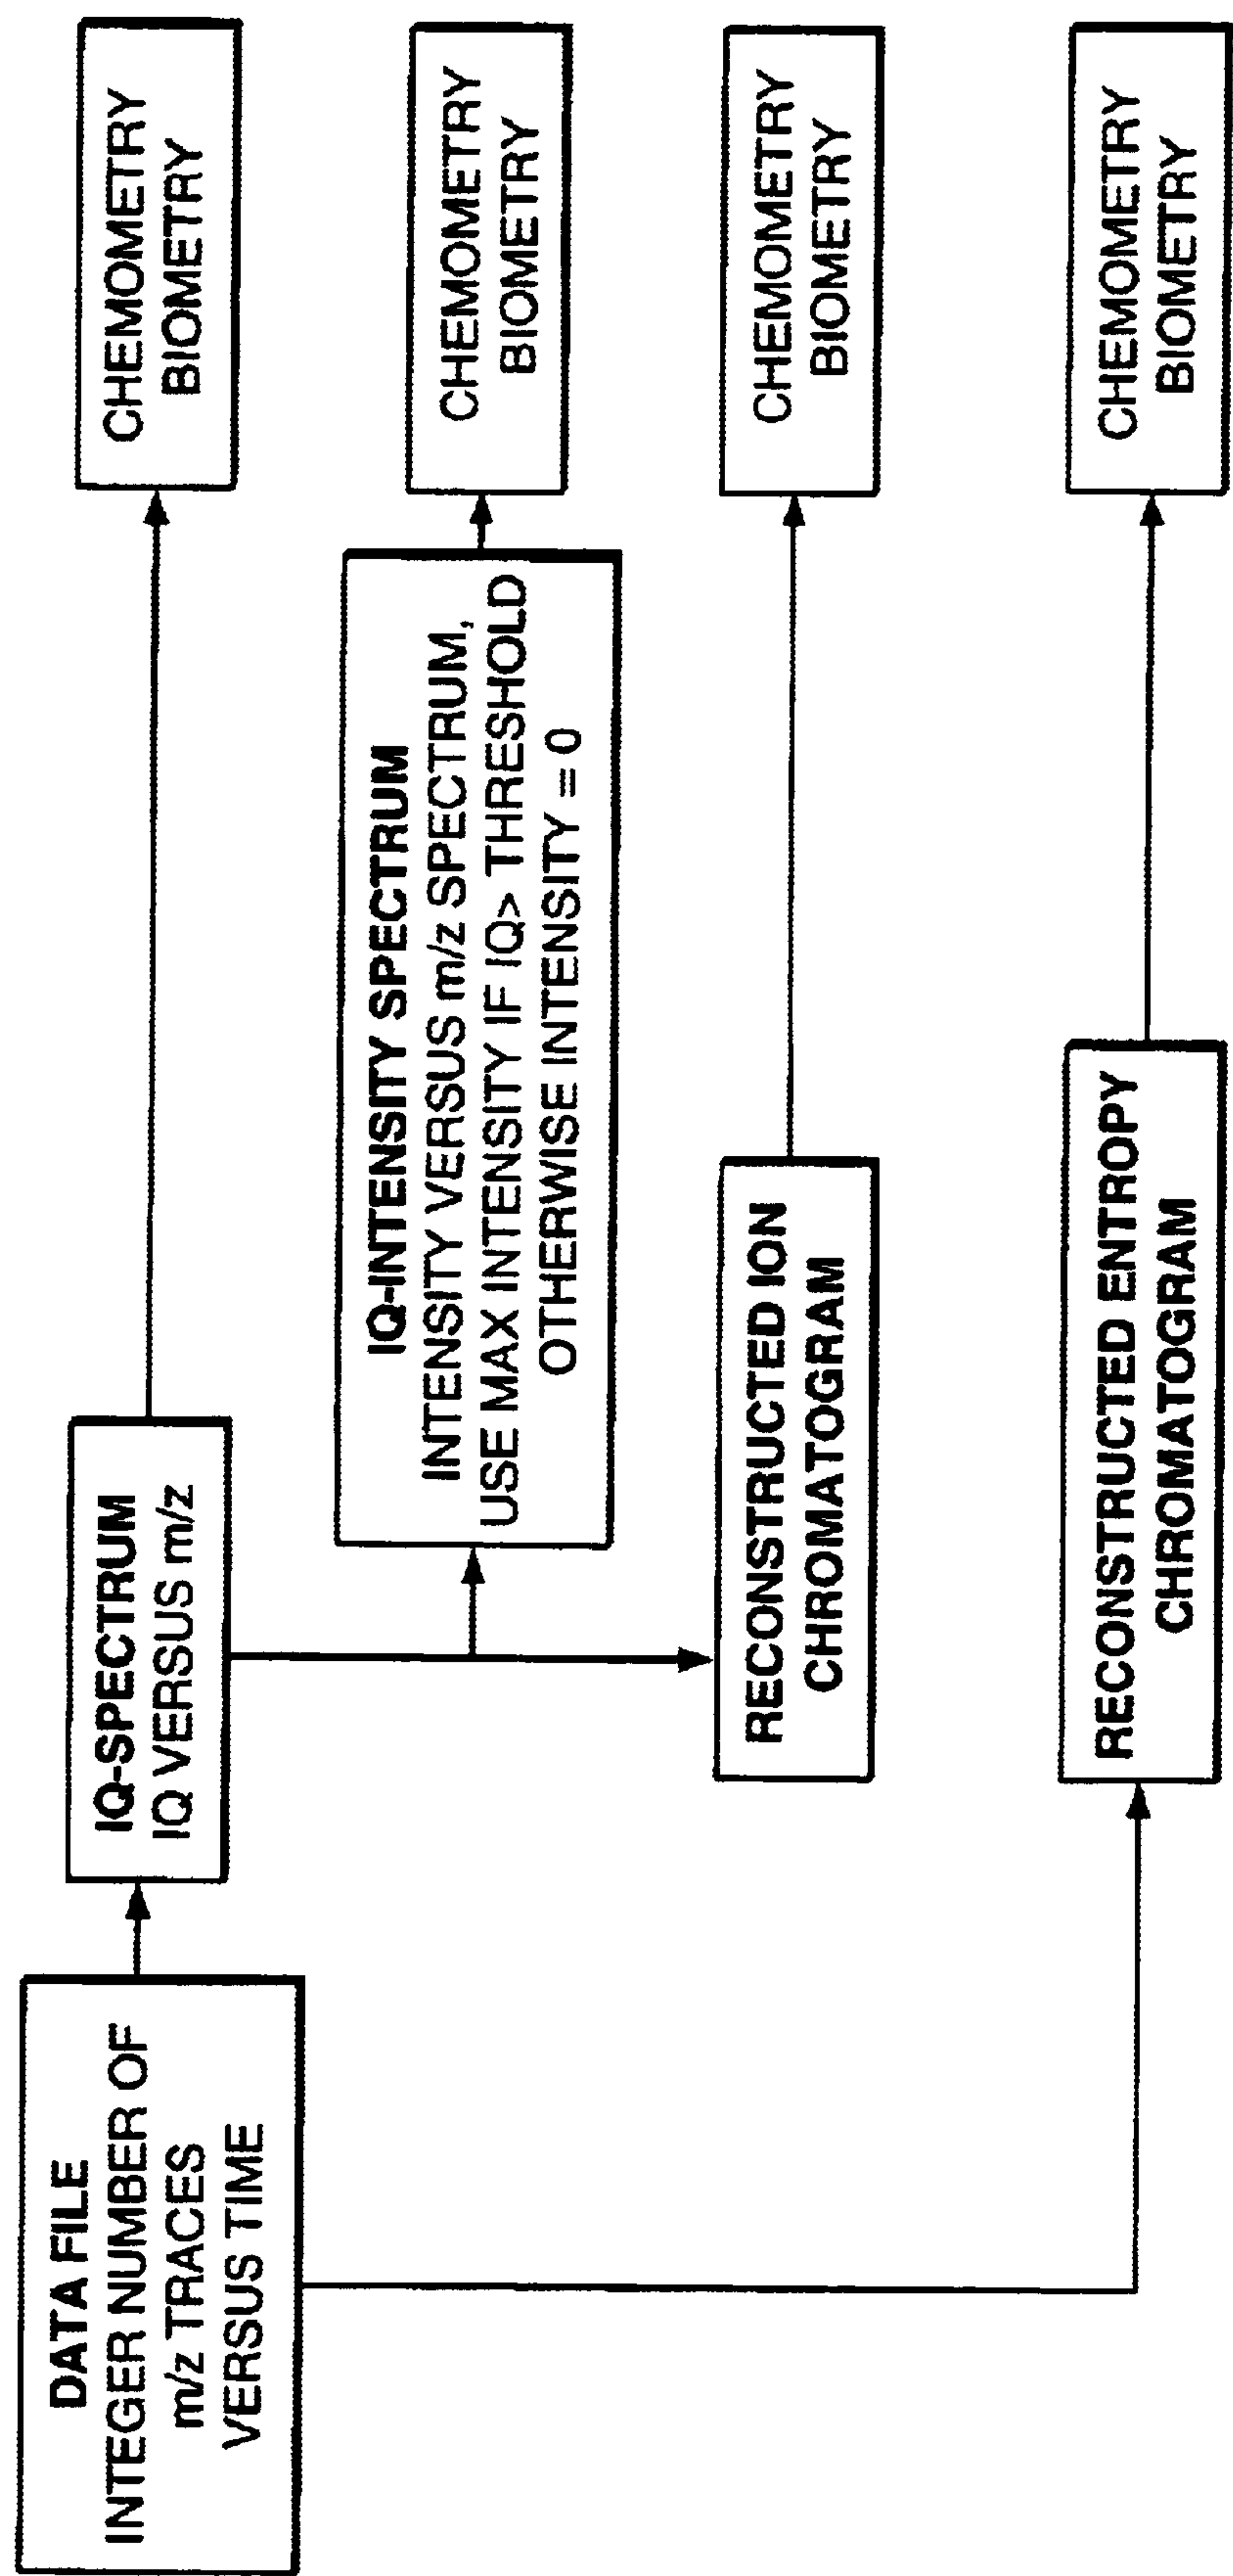 DATA FILE
INTEGER NUMBER OF
m/z TRACES
VERSUS TIME
IQ-SPECTRUM
IQ VERSUS m/z
CHEMOMETRY
BIOMETRY
IQ-INTENSITY SPECTRUM
INTENSITY VERSUS m/z SPECTRUM,
USE MAX INTENSITY IF IQ> THRESHOLD
OTHERWISE INTENSITY = 0
CHEMOMETRY
BIOMETRY
RECONSTRUCTED ION
CHROMATOGRAM
CHEMOMETRY
BIOMETRY
RECONSTRUCTED ENTROPY
CHROMATOGRAM
CHEMOMETRY
BIOMETRY